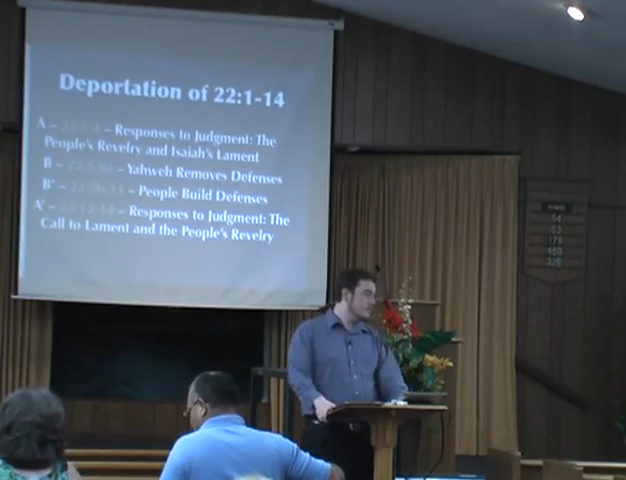 Deportation of 22:1-14
A – – Responses to Judgment: The
People's Revelry and Isaiah's Lament
B – – Yahweh Removes Defenses
B' – – People Build Defenses
A' – – Responses to Judgment: The
Call to Lament and the People's Revelry